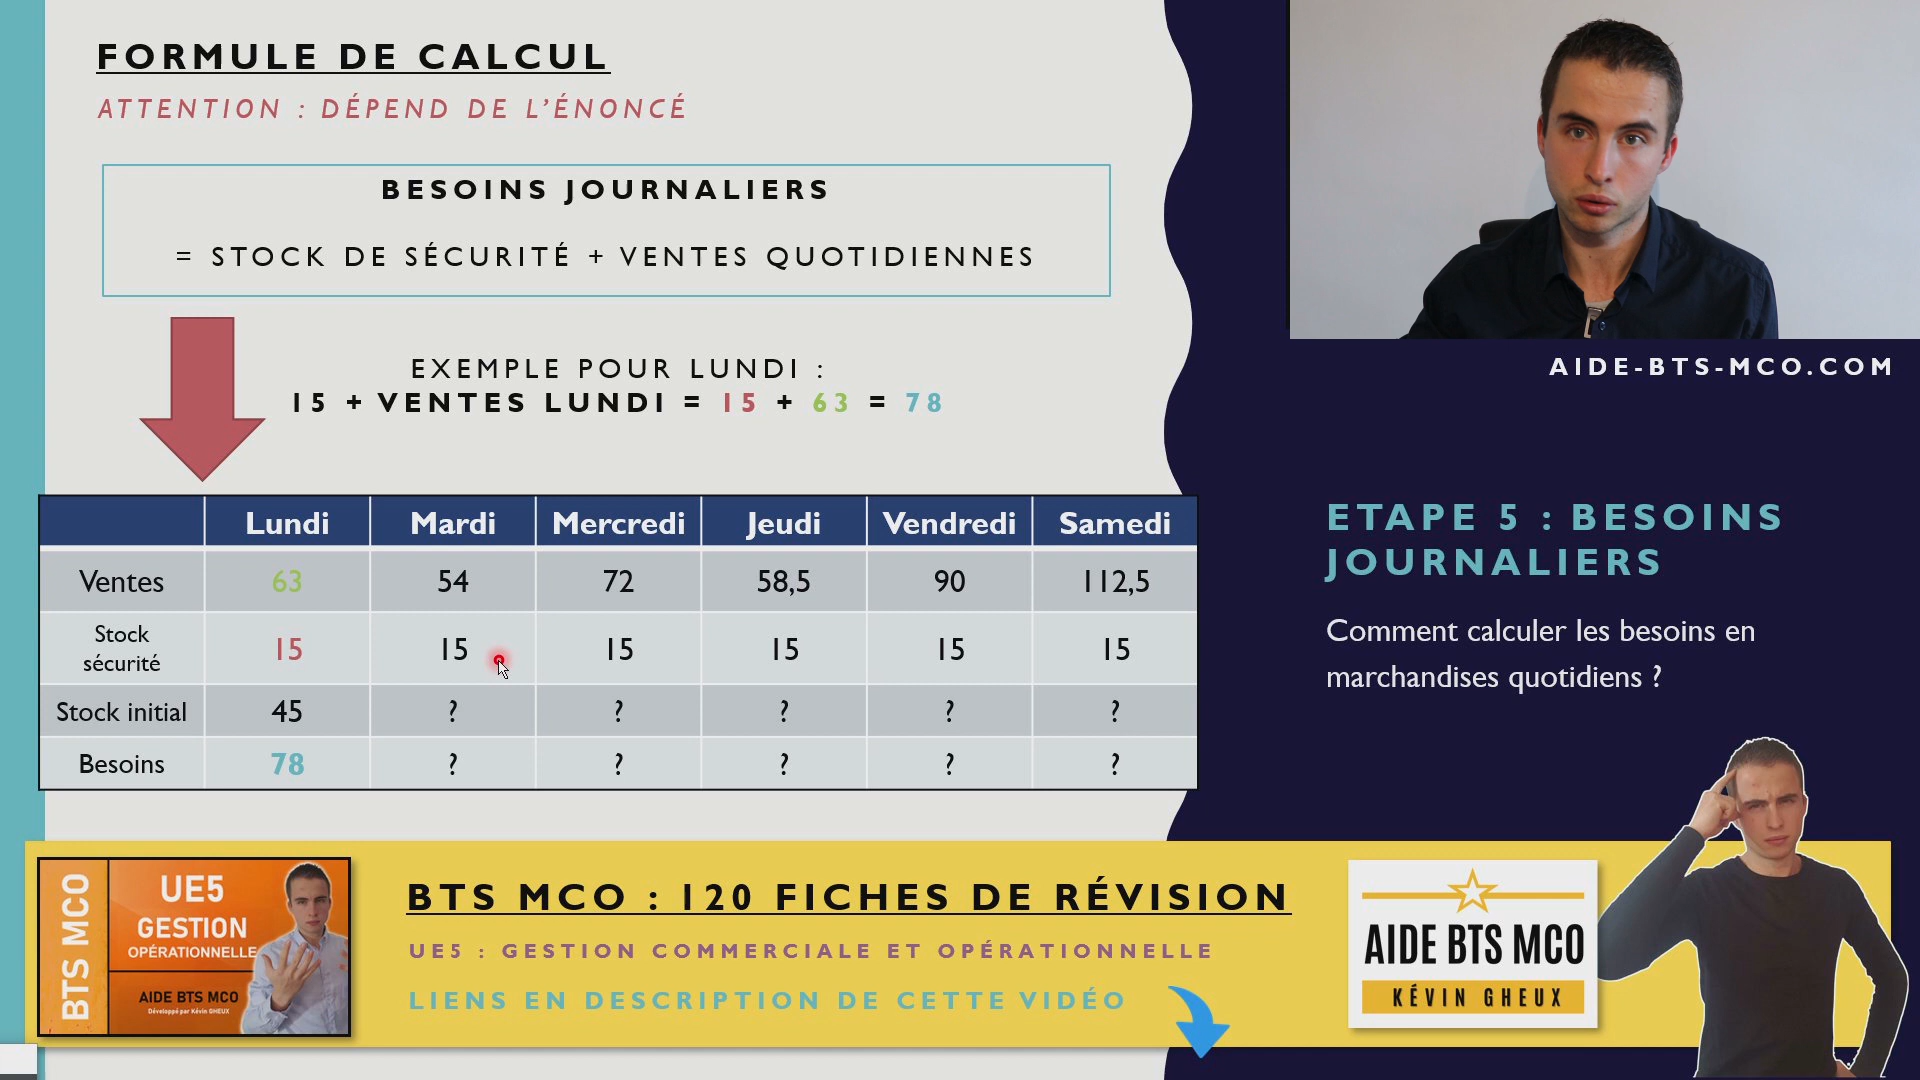 FORMULE DE CALCUL
ATTENTION : DÉPEND DE L'ÉNONCÉ
BESOINS JOURNALIERS
= STOCK DE SÉCURITÉ + VENTES QUOTIDIENNES
EXEMPLE POUR LUNDI :
15 + VENTES LUNDI = 15 + 63 = 78
Lundi Mardi Mercredi Jeudi Vendredi Samedi
Ventes 63 54 72 58,5 90 112,5
Stock
sécurité 15 15 15 15 15 15
Stock initial 45 ? ? ? ? ?
Besoins 78 ? ? ? ? ?
AIDE-BTS-MCO.COM
ETAPE 5 : BESOINS
JOURNALIERS
Comment calculer les besoins en
marchandises quotidiens ?
BTS MCO
UE5
GESTION
OPÉRATIONNELLE
AIDE BTS MCO
Développé par Kévin GHEUX
BTS MCO : 120 FICHES DE RÉVISION
UE5 : GESTION COMMERCIALE ET OPÉRATIONNELLE
LIENS EN DESCRIPTION DE CETTE VIDÉO
AIDE BTS MCO
KÉVIN GHEUX